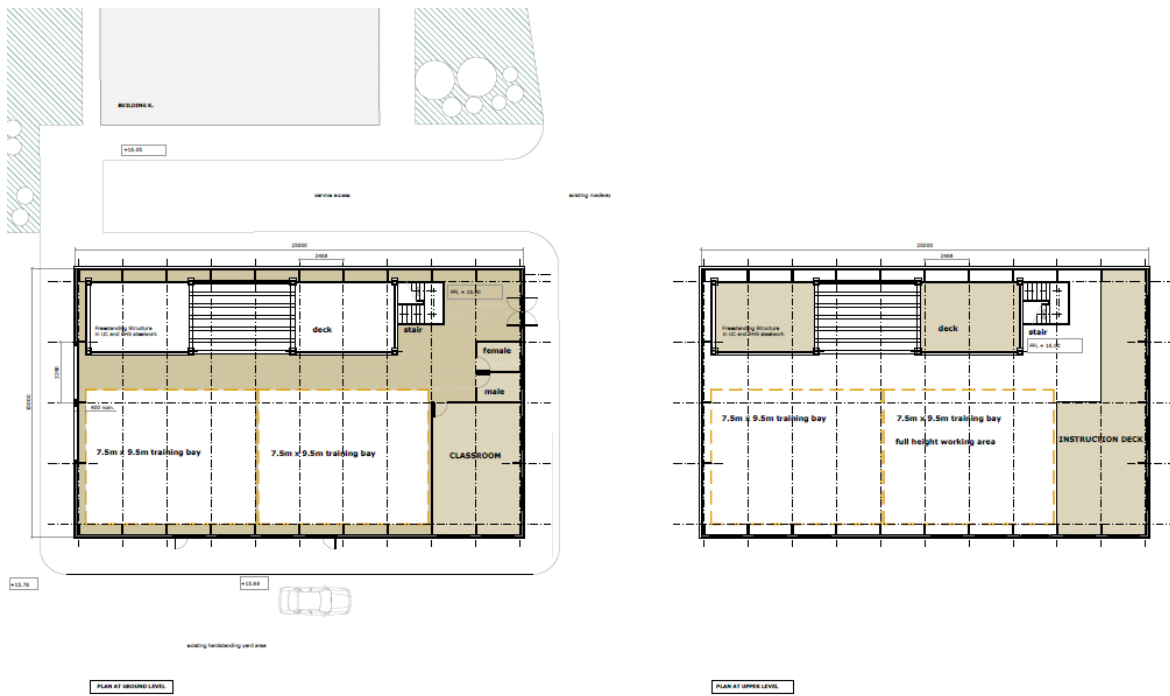 BUILDING K.
+16.05
service access
existing roadway
25000
2468
FFL + 16.00
Freestanding Structure
in UC and RHS steelwork
deck
stair
female
3390
15000
male
400 nom.
7.5m x 9.5m training bay
7.5m x 9.5m training bay
CLASSROOM
+15.76
+15.88
existing hardstanding yard area
PLAN AT GROUND LEVEL
25000
2468
Freestanding Structure
in UC and RHS steelwork
deck
stair
FFL + 16.00
7.5m x 9.5m training bay
7.5m x 9.5m training bay
full height working area
INSTRUCTION DECK
PLAN AT UPPER LEVEL